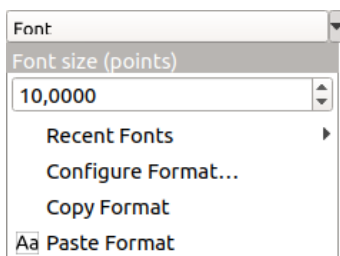 Font
Font size (points)
10,0000
Recent Fonts
Configure Format...
Copy Format
Aa Paste Format